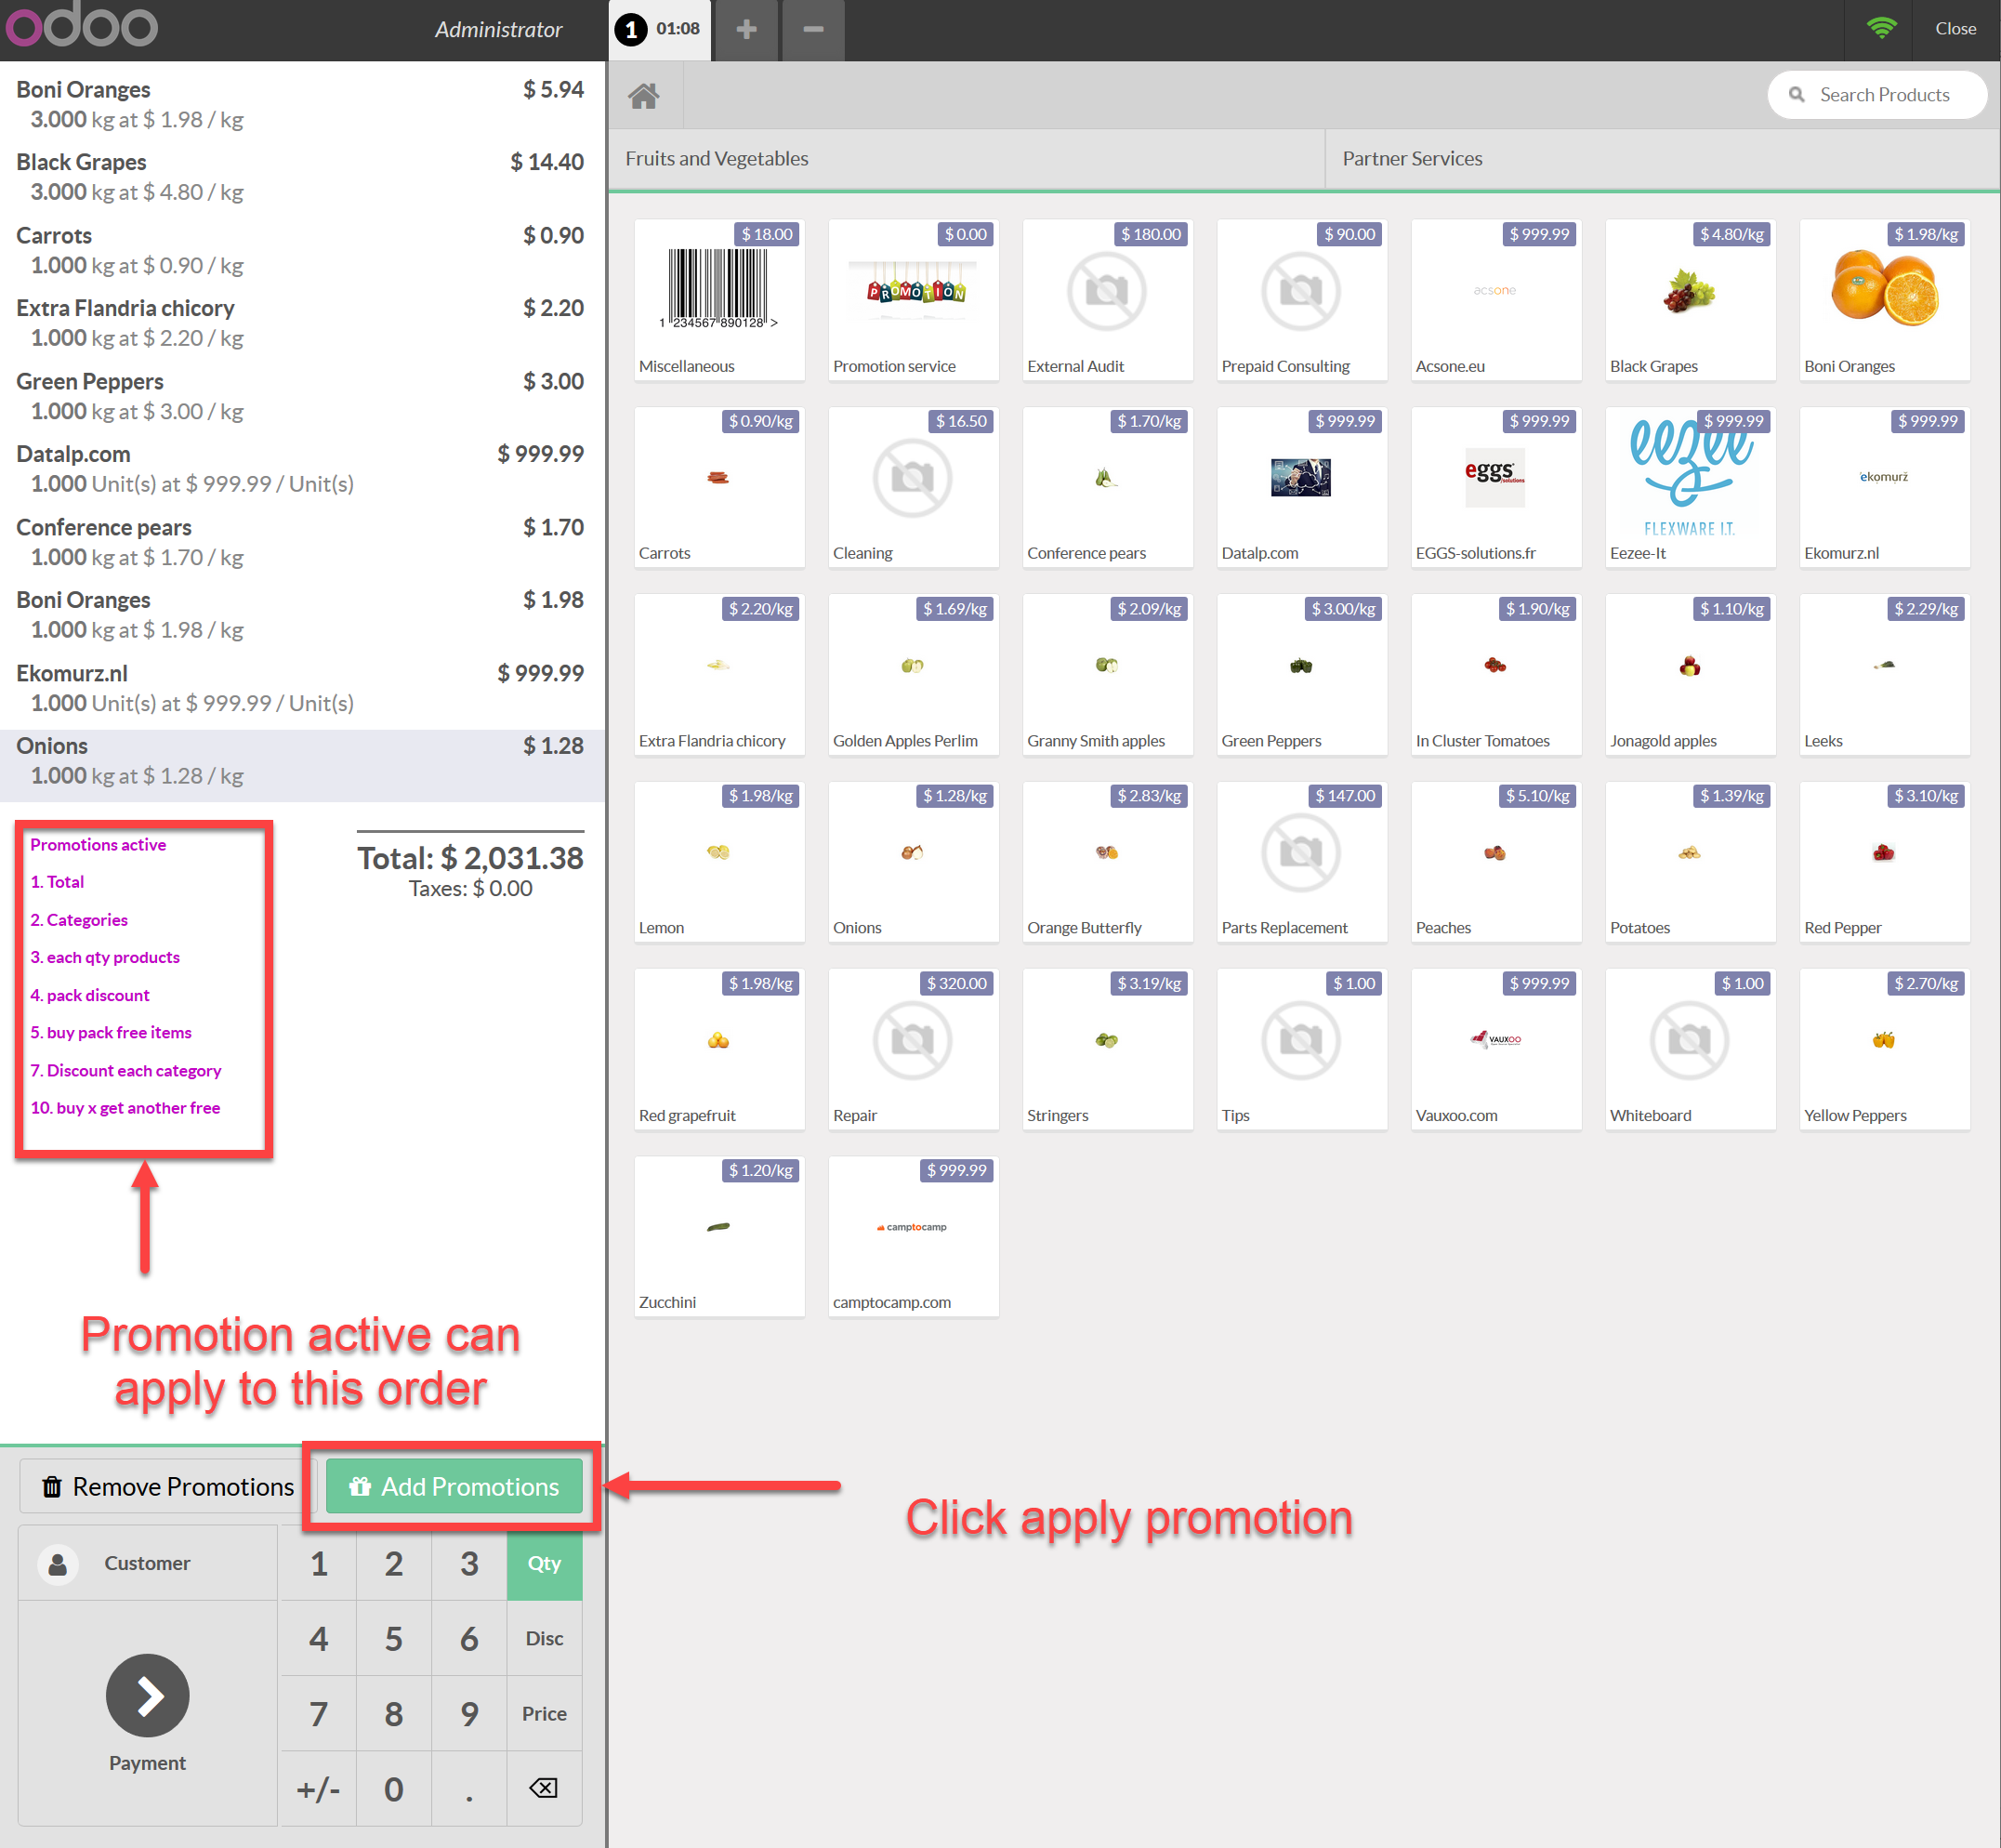 odoo
Administrator
1 01:08
Close
Search Products
Fruits and Vegetables
Partner Services
Boni Oranges $ 5.94
3.000 kg at $ 1.98 / kg
Black Grapes $ 14.40
3.000 kg at $ 4.80 / kg
Carrots $ 0.90
1.000 kg at $ 0.90 / kg
Extra Flandria chicory $ 2.20
1.000 kg at $ 2.20 / kg
Green Peppers $ 3.00
1.000 kg at $ 3.00 / kg
Datalp.com $ 999.99
1.000 Unit(s) at $ 999.99 / Unit(s)
Conference pears $ 1.70
1.000 kg at $ 1.70 / kg
Boni Oranges $ 1.98
1.000 kg at $ 1.98 / kg
Ekomurz.nl $ 999.99
1.000 Unit(s) at $ 999.99 / Unit(s)
Onions $ 1.28
1.000 kg at $ 1.28 / kg
Total: $ 2,031.38
Taxes: $ 0.00
Promotions active
1. Total
2. Categories
3. each qty products
4. pack discount
5. buy pack free items
7. Discount each category
10. buy x get another free
Promotion active can
apply to this order
Remove Promotions
Add Promotions
Click apply promotion
Customer
Payment
1 2 3 Qty
4 5 6 Disc
7 8 9 Price
+/- 0 .
$ 18.00
1 234567 890128 >
Miscellaneous
$ 0.00
PROMOTION
Promotion service
$ 180.00
External Audit
$ 90.00
Prepaid Consulting
$ 999.99
acsone
Acsone.eu
$ 4.80/kg
Black Grapes
$ 1.98/kg
Boni Oranges
$ 0.90/kg
Carrots
$ 16.50
Cleaning
$ 1.70/kg
Conference pears
$ 999.99
Datalp.com
$ 999.99
eggs
/solutions
EGGS-solutions.fr
$ 999.99
eezee
FLEXWARE I.T.
Eezee-It
$ 999.99
ekomurz
Ekomurz.nl
$ 2.20/kg
Extra Flandria chicory
$ 1.69/kg
Golden Apples Perlim
$ 2.09/kg
Granny Smith apples
$ 3.00/kg
Green Peppers
$ 1.90/kg
In Cluster Tomatoes
$ 1.10/kg
Jonagold apples
$ 2.29/kg
Leeks
$ 1.98/kg
Lemon
$ 1.28/kg
Onions
$ 2.83/kg
Orange Butterfly
$ 147.00
Parts Replacement
$ 5.10/kg
Peaches
$ 1.39/kg
Potatoes
$ 3.10/kg
Red Pepper
$ 1.98/kg
Red grapefruit
$ 320.00
Repair
$ 3.19/kg
Stringers
$ 1.00
Tips
$ 999.99
VAUXOO
Vauxoo.com
$ 1.00
Whiteboard
$ 2.70/kg
Yellow Peppers
$ 1.20/kg
Zucchini
$ 999.99
camptocamp
camptocamp.com